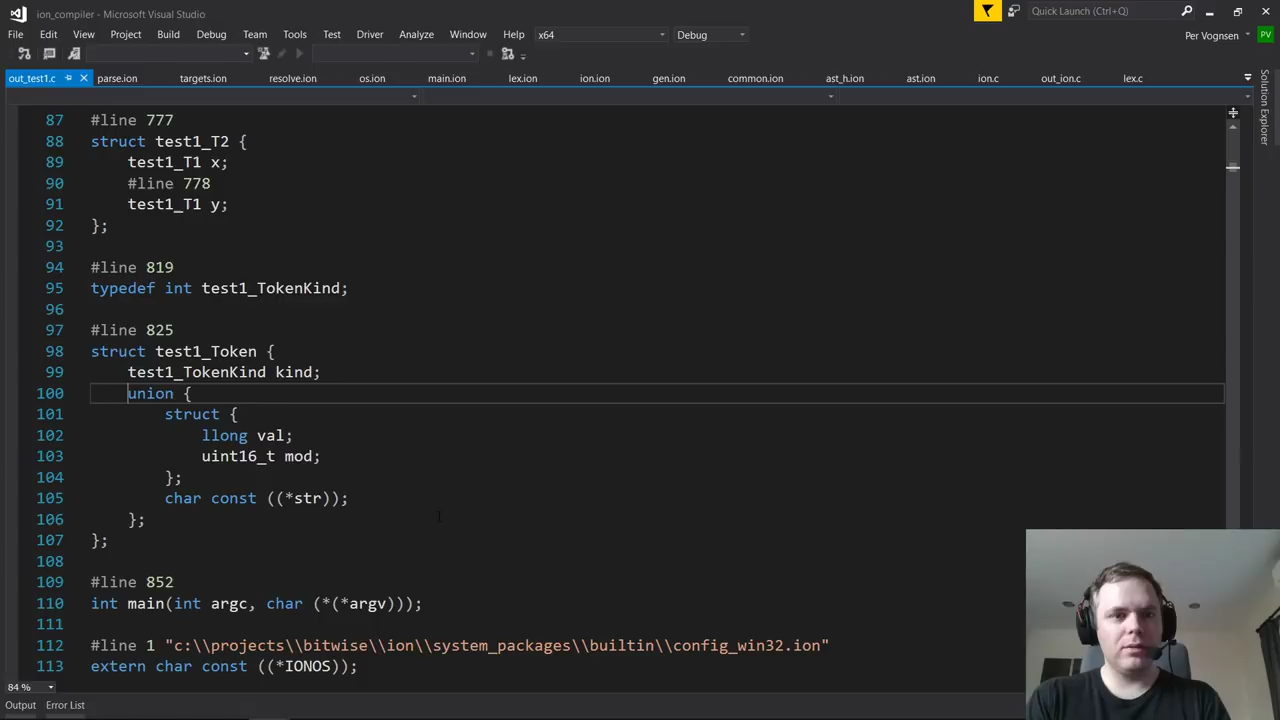 ion_compiler - Microsoft Visual Studio
Quick Launch (Ctrl+Q)
File Edit View Project Build Debug Team Tools Test Driver Analyze Window Help x64 Debug
Per Vognsen PV
out_test1.c parse.ion targets.ion resolve.ion os.ion main.ion lex.ion ion.ion gen.ion common.ion ast_h.ion ast.ion ion.c out_ion.c lex.c
Solution Explorer
87 #line 777
88 struct test1_T2 {
89 test1_T1 x;
90 #line 778
91 test1_T1 y;
92 };
93
94 #line 819
95 typedef int test1_TokenKind;
96
97 #line 825
98 struct test1_Token {
99 test1_TokenKind kind;
100 union {
101 struct {
102 llong val;
103 uint16_t mod;
104 };
105 char const ((*str));
106 };
107 };
108
109 #line 852
110 int main(int argc, char (*(*argv)));
111
112 #line 1 "c:\\projects\\bitwise\\ion\\system_packages\\builtin\\config_win32.ion"
113 extern char const ((*IONOS));
84 %
Output Error List